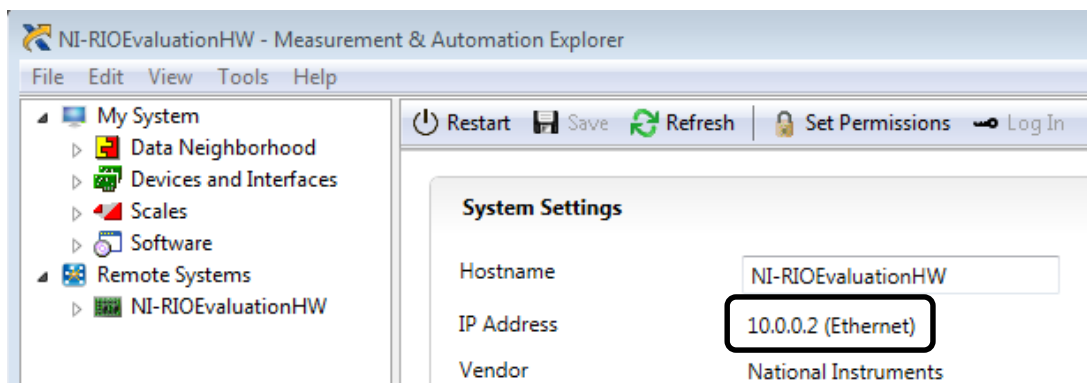 NI-RIOEvaluationHW - Measurement & Automation Explorer
File Edit View Tools Help
My System
Data Neighborhood
Devices and Interfaces
Scales
Software
Remote Systems
NI-RIOEvaluationHW
Restart Save Refresh Set Permissions Log In
System Settings
Hostname NI-RIOEvaluationHW
IP Address 10.0.0.2 (Ethernet)
Vendor National Instruments